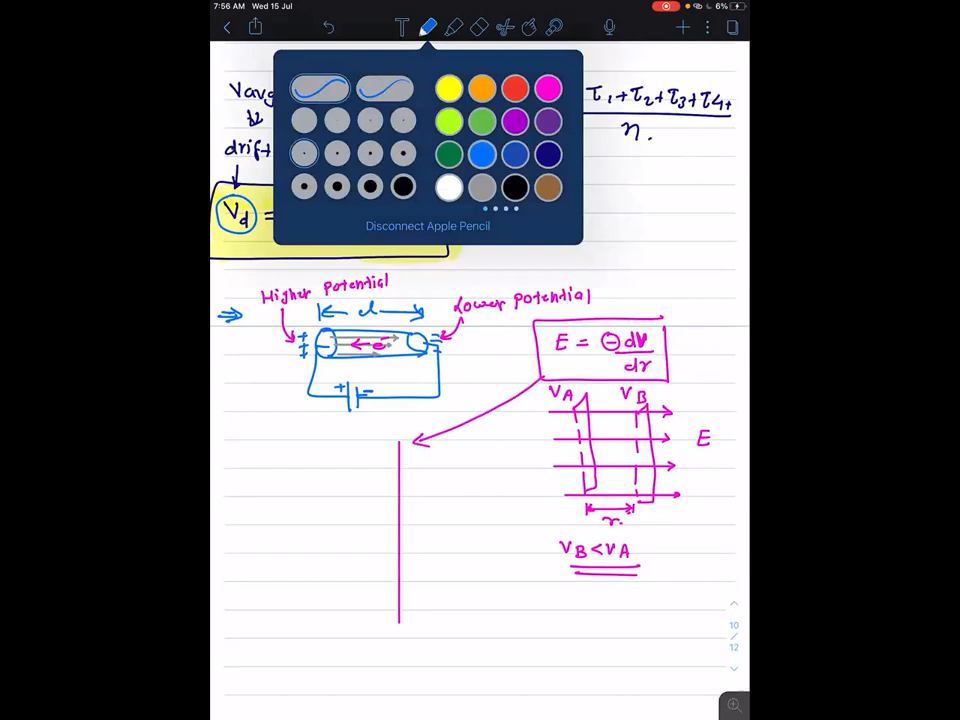 7:56 AM Wed 15 Jul
6%
T
Vavg
τ1+τ2+τ3+τ4+
n.
drift
Vd =
Disconnect Apple Pencil
Higher potential
Lower potential
⇒
← l →
+ + + ← e⁻ - - -
+ -
E = ⊖ dV
dr
VA VB
E
r.
VB < VA
10
/
12